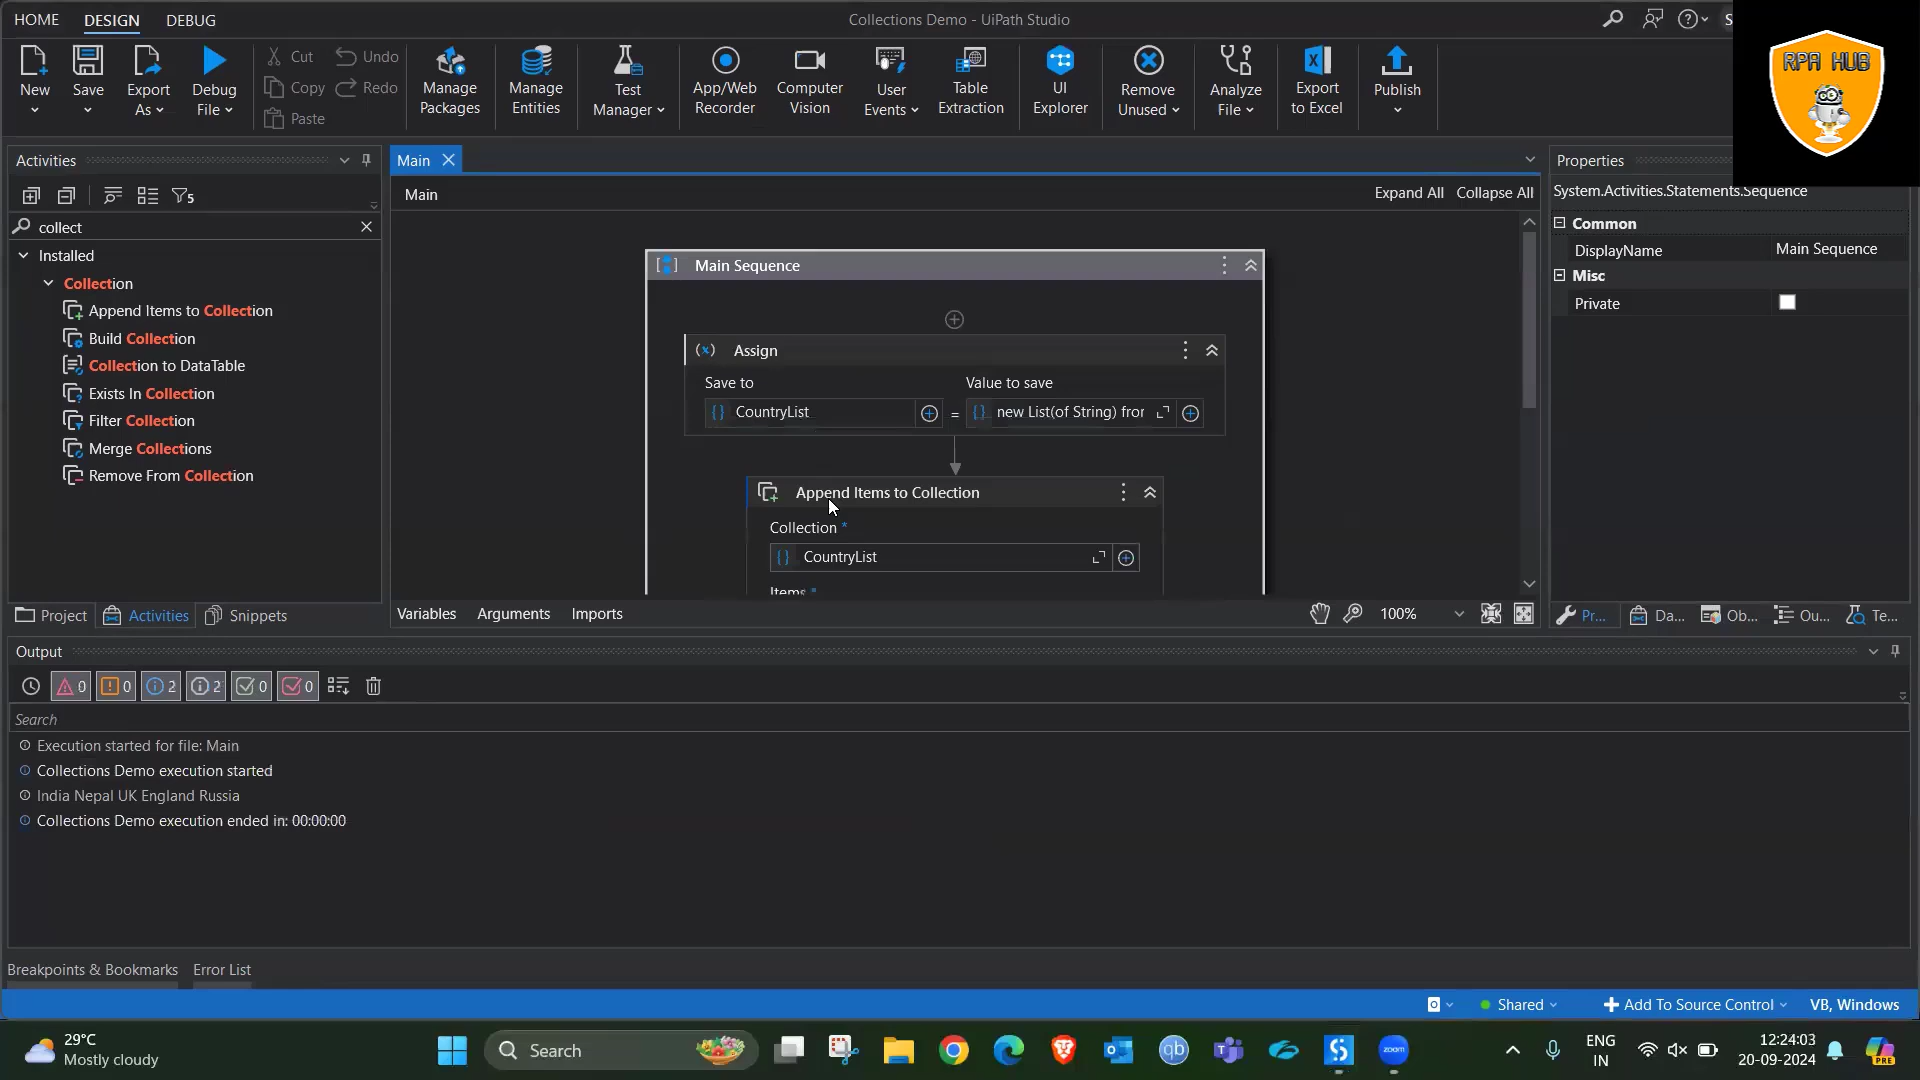 HOME DESIGN DEBUG Collections Demo - UiPath Studio
RPA HUB
New Save Export As Debug File
Cut Undo
Copy Redo
Paste
Manage Packages
Manage Entities
Test Manager
App/Web Recorder
Computer Vision
User Events
Table Extraction
UI Explorer
Remove Unused
Analyze File
Export to Excel
Publish
Activities
5
collect
Installed
Collection
Append Items to Collection
Build Collection
Collection to DataTable
Exists In Collection
Filter Collection
Merge Collections
Remove From Collection
Project Activities Snippets
Main
Main Expand All Collapse All
Main Sequence
Assign
Save to Value to save
CountryList = new List(of String) fror
Append Items to Collection
Collection *
CountryList
Items *
Variables Arguments Imports 100%
Properties
System.Activities.Statements.Sequence
Common
DisplayName Main Sequence
Misc
Private
Pr... Da... Ob... Ou... Te...
Output
0 0 2 2 0 0
Search
Execution started for file: Main
Collections Demo execution started
India Nepal UK England Russia
Collections Demo execution ended in: 00:00:00
Breakpoints & Bookmarks Error List
Shared Add To Source Control VB, Windows
29°C
Mostly cloudy
Search
qb
zoom
ENG
IN
12:24:03
20-09-2024
PRE